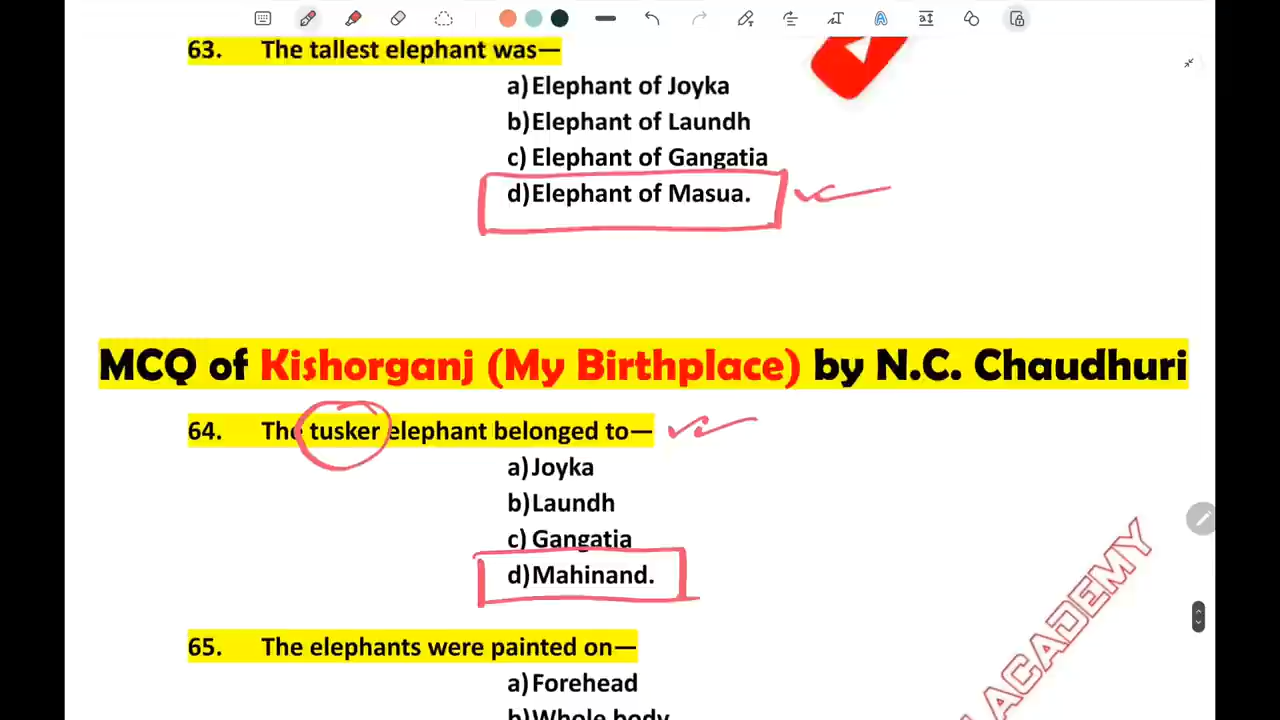 63. The tallest elephant was—
a) Elephant of Joyka
b) Elephant of Laundh
c) Elephant of Gangatia
d) Elephant of Masua.
MCQ of Kishorganj (My Birthplace) by N.C. Chaudhuri
64. The tusker elephant belonged to—
a) Joyka
b) Laundh
c) Gangatia
d) Mahinand.
65. The elephants were painted on—
a) Forehead
b) Whole body
ACADEMY